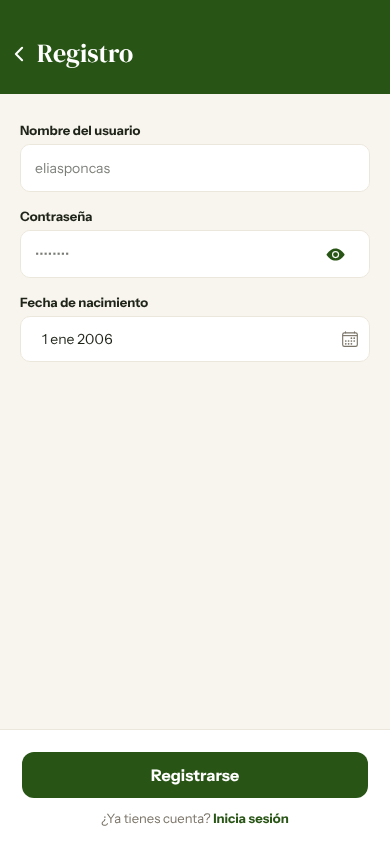 Registro
Nombre del usuario
eliasponcas
Contraseña
••••••••
Fecha de nacimiento
1 ene 2006
Registrarse
¿Ya tienes cuenta? Inicia sesión